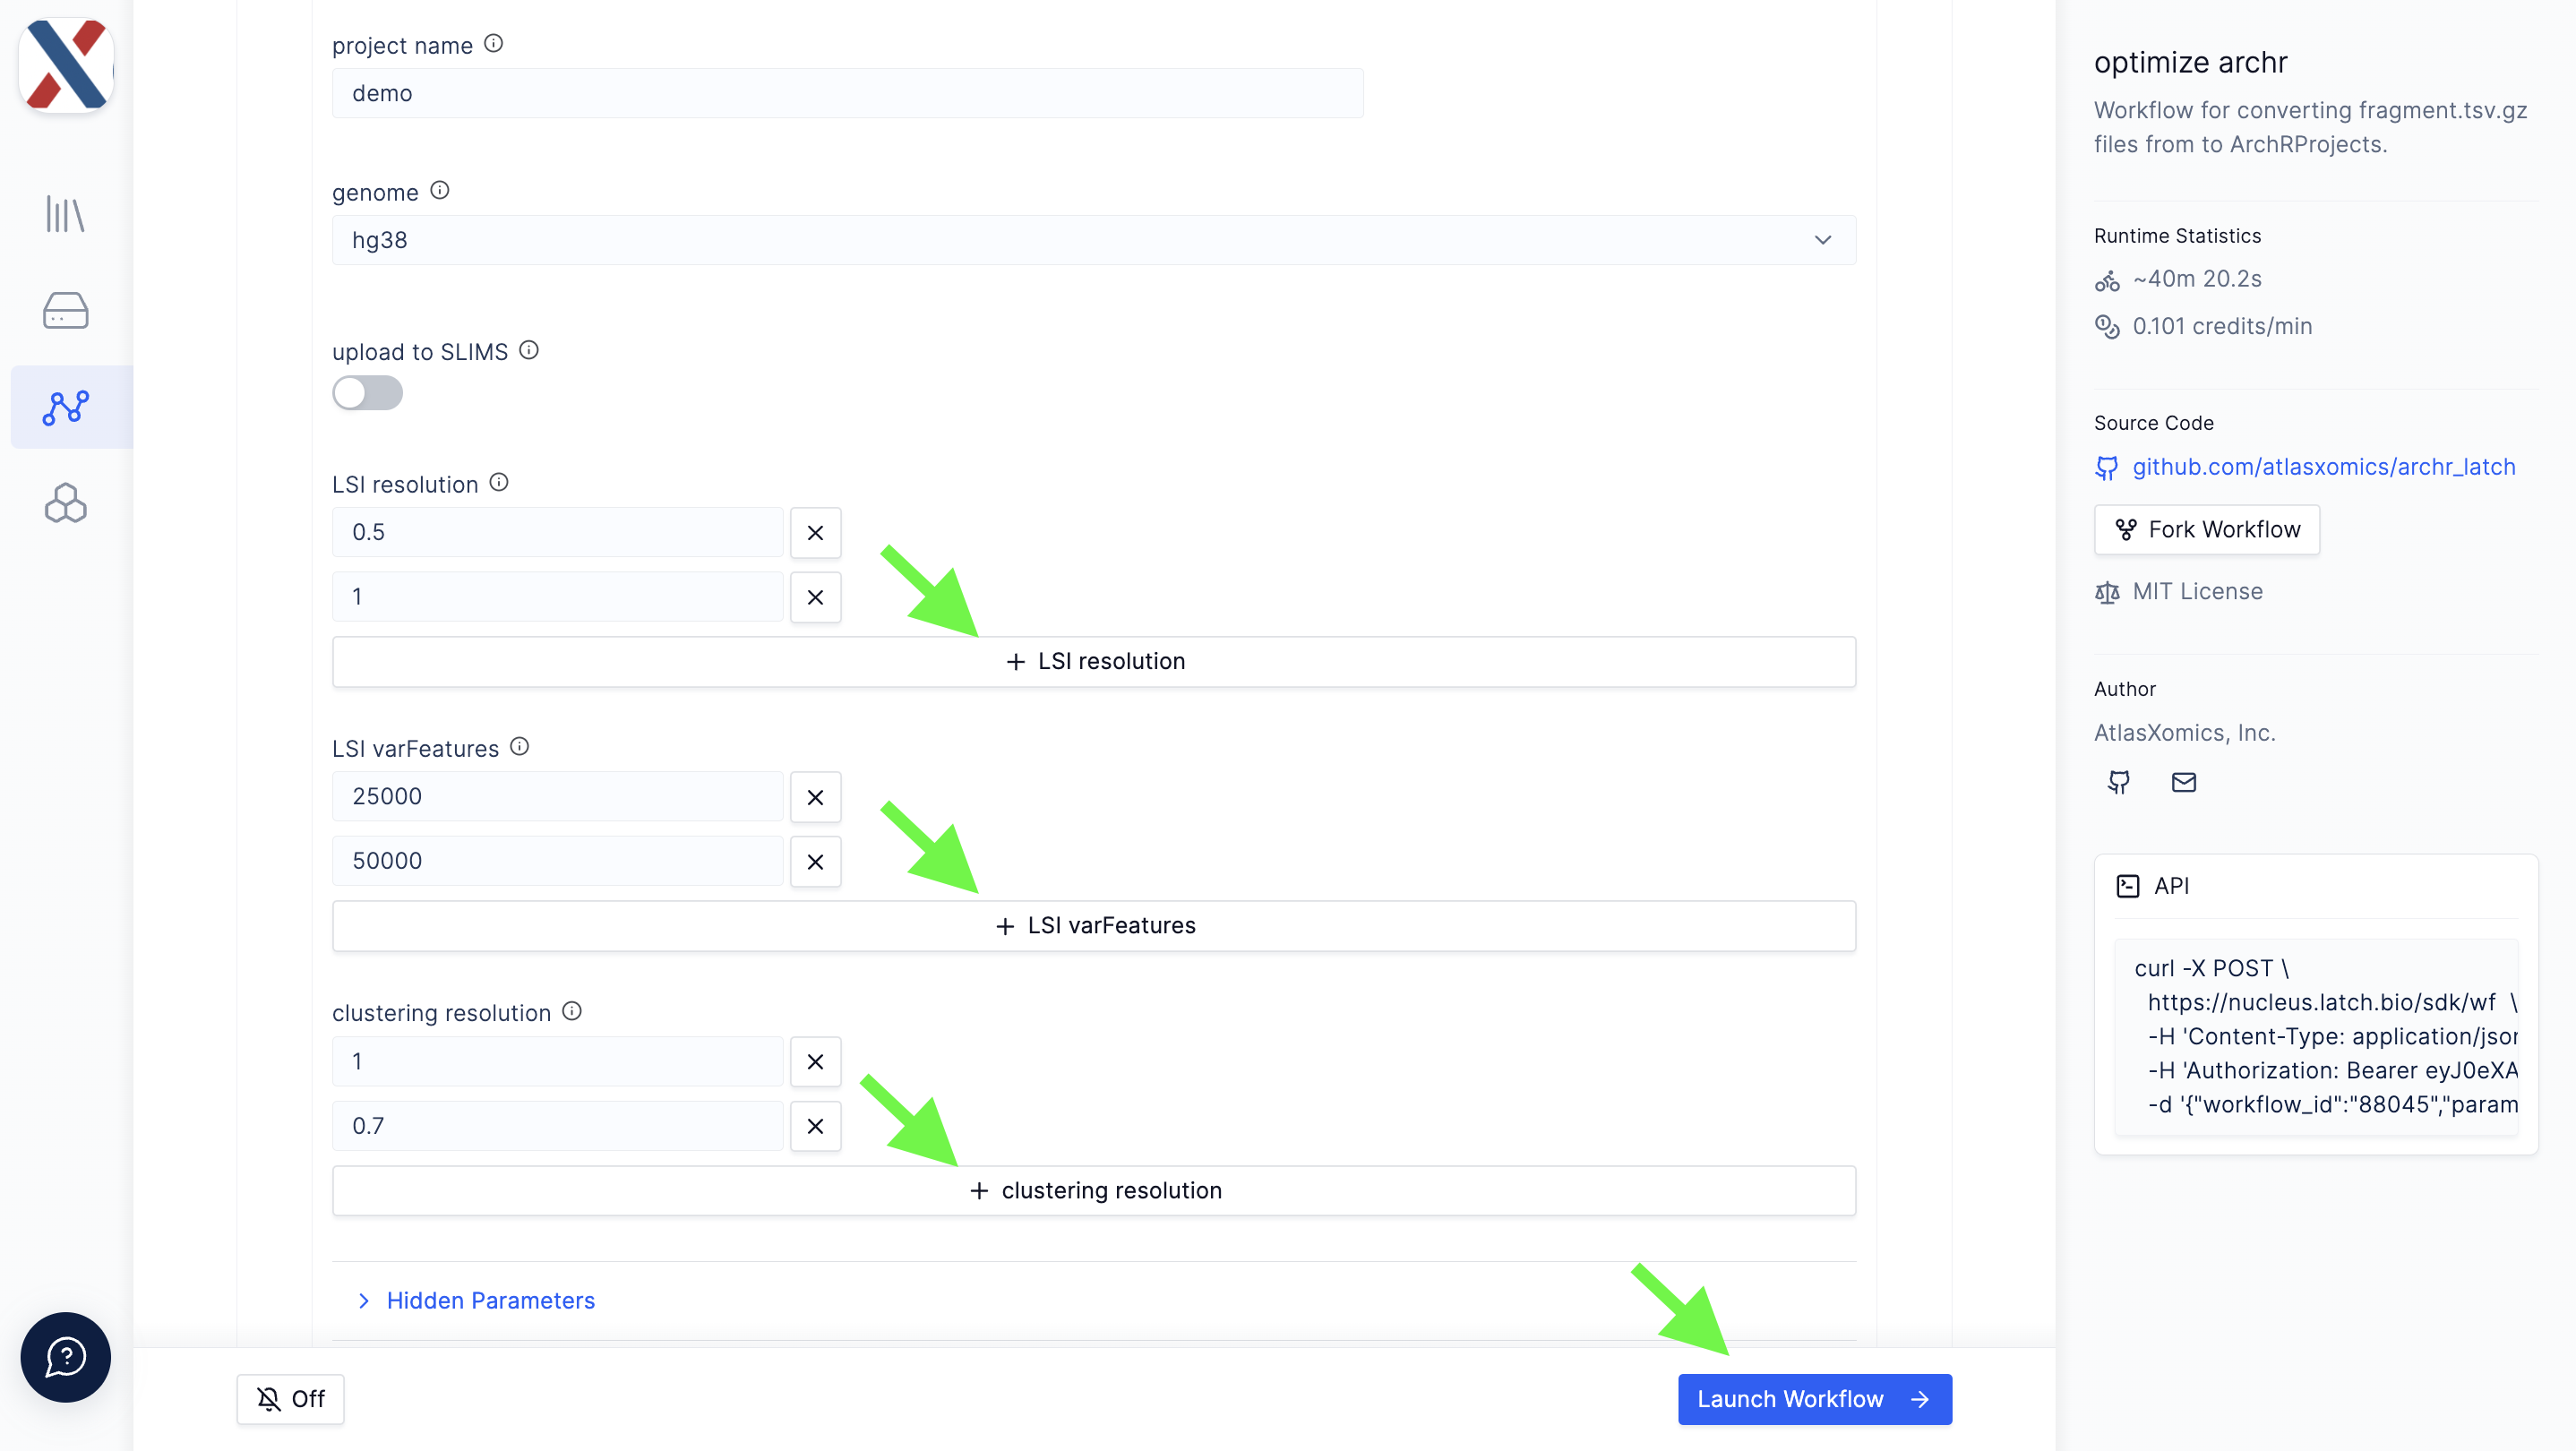 project name
demo
genome
hg38
upload to SLIMS
LSI resolution
0.5
1
+ LSI resolution
LSI varFeatures
25000
50000
+ LSI varFeatures
clustering resolution
1
0.7
+ clustering resolution
Hidden Parameters
Off
Launch Workflow
optimize archr
Workflow for converting fragment.tsv.gz
files from to ArchRProjects.
Runtime Statistics
~40m 20.2s
0.101 credits/min
Source Code
github.com/atlasxomics/archr_latch
Fork Workflow
MIT License
Author
AtlasXomics, Inc.
API
curl -X POST \
https://nucleus.latch.bio/sdk/wf \
-H 'Content-Type: application/json
-H 'Authorization: Bearer eyJ0eXA
-d '{"workflow_id":"88045","param